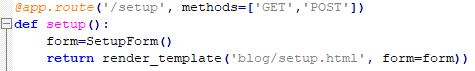 @app.route('/setup', methods=['GET','POST'])
def setup():
    form=SetupForm()
    return render_template('blog/setup.html', form=form))